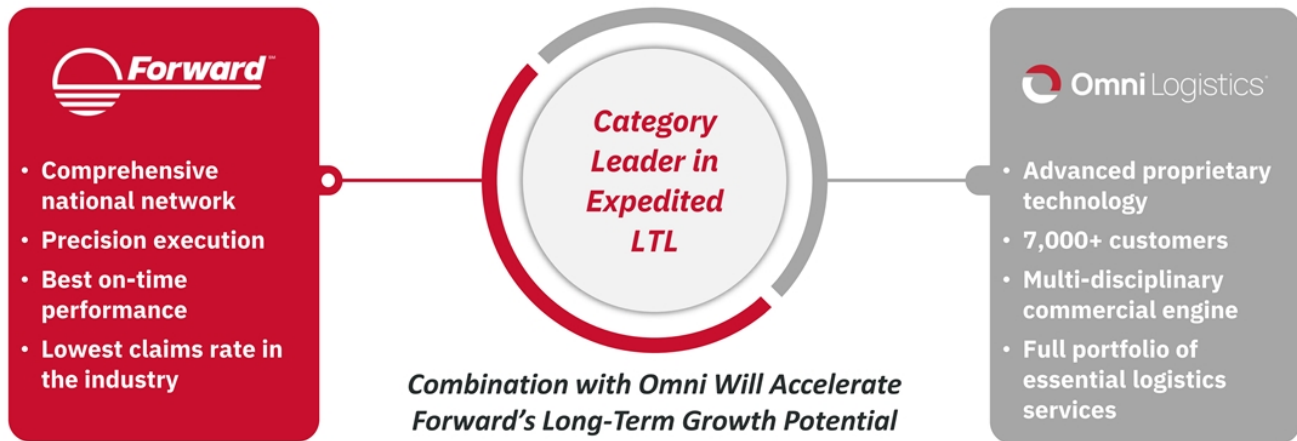 Forward™
• Comprehensive
national network
• Precision execution
• Best on-time
performance
• Lowest claims rate in
the industry
Category
Leader in
Expedited
LTL
Combination with Omni Will Accelerate
Forward’s Long-Term Growth Potential
Omni Logistics
• Advanced proprietary
technology
• 7,000+ customers
• Multi-disciplinary
commercial engine
• Full portfolio of
essential logistics
services